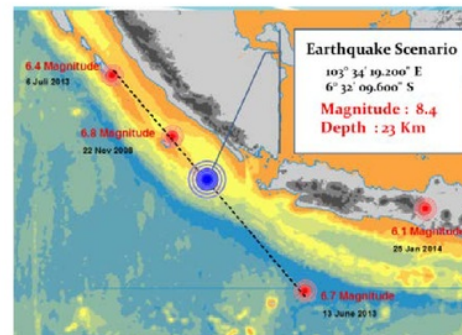 Earthquake Scenario
103° 34' 19.200" E
6° 32' 09.600" S
Magnitude : 8.4
Depth : 23 Km
6.4 Magnitude
6 Juli 2013
6.8 Magnitude
22 Nov 2008
6.1 Magnitude
25 Jan 2014
6.7 Magnitude
13 June 2013